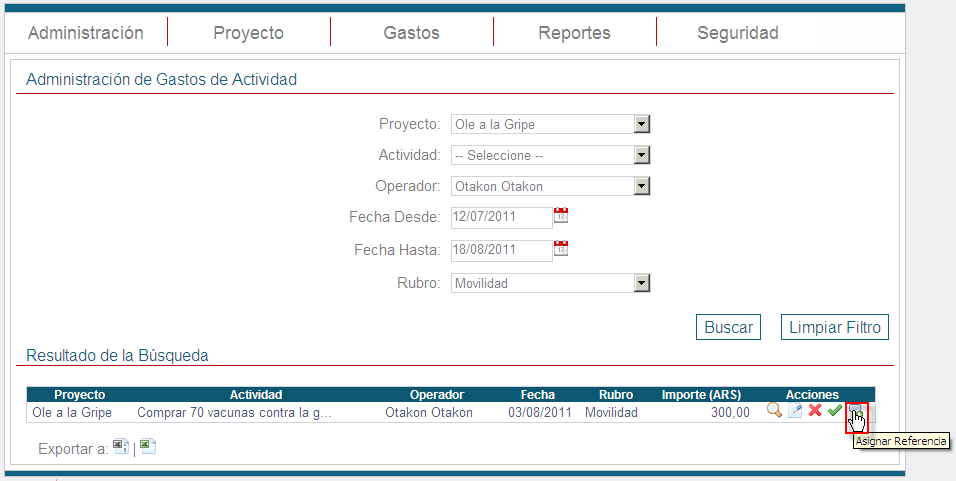 Administración Proyecto Gastos Reportes Seguridad
Administración de Gastos de Actividad
Proyecto: Ole a la Gripe
Actividad: -- Seleccione --
Operador: Otakon Otakon
Fecha Desde: 12/07/2011
Fecha Hasta: 18/08/2011
Rubro: Movilidad
Buscar Limpiar Filtro
Resultado de la Búsqueda
Proyecto Actividad Operador Fecha Rubro Importe (ARS) Acciones
Ole a la Gripe Comprar 70 vacunas contra la g... Otakon Otakon 03/08/2011 Movilidad 300,00
Asignar Referencia
Exportar a: |